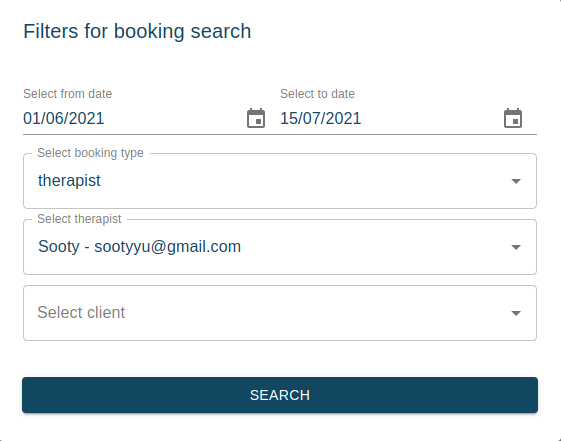 Filters for booking search
Select from date
Select to date
01/06/2021
15/07/2021
Select booking type
therapist
Select therapist
Sooty - sootyyu@gmail.com
Select client
SEARCH